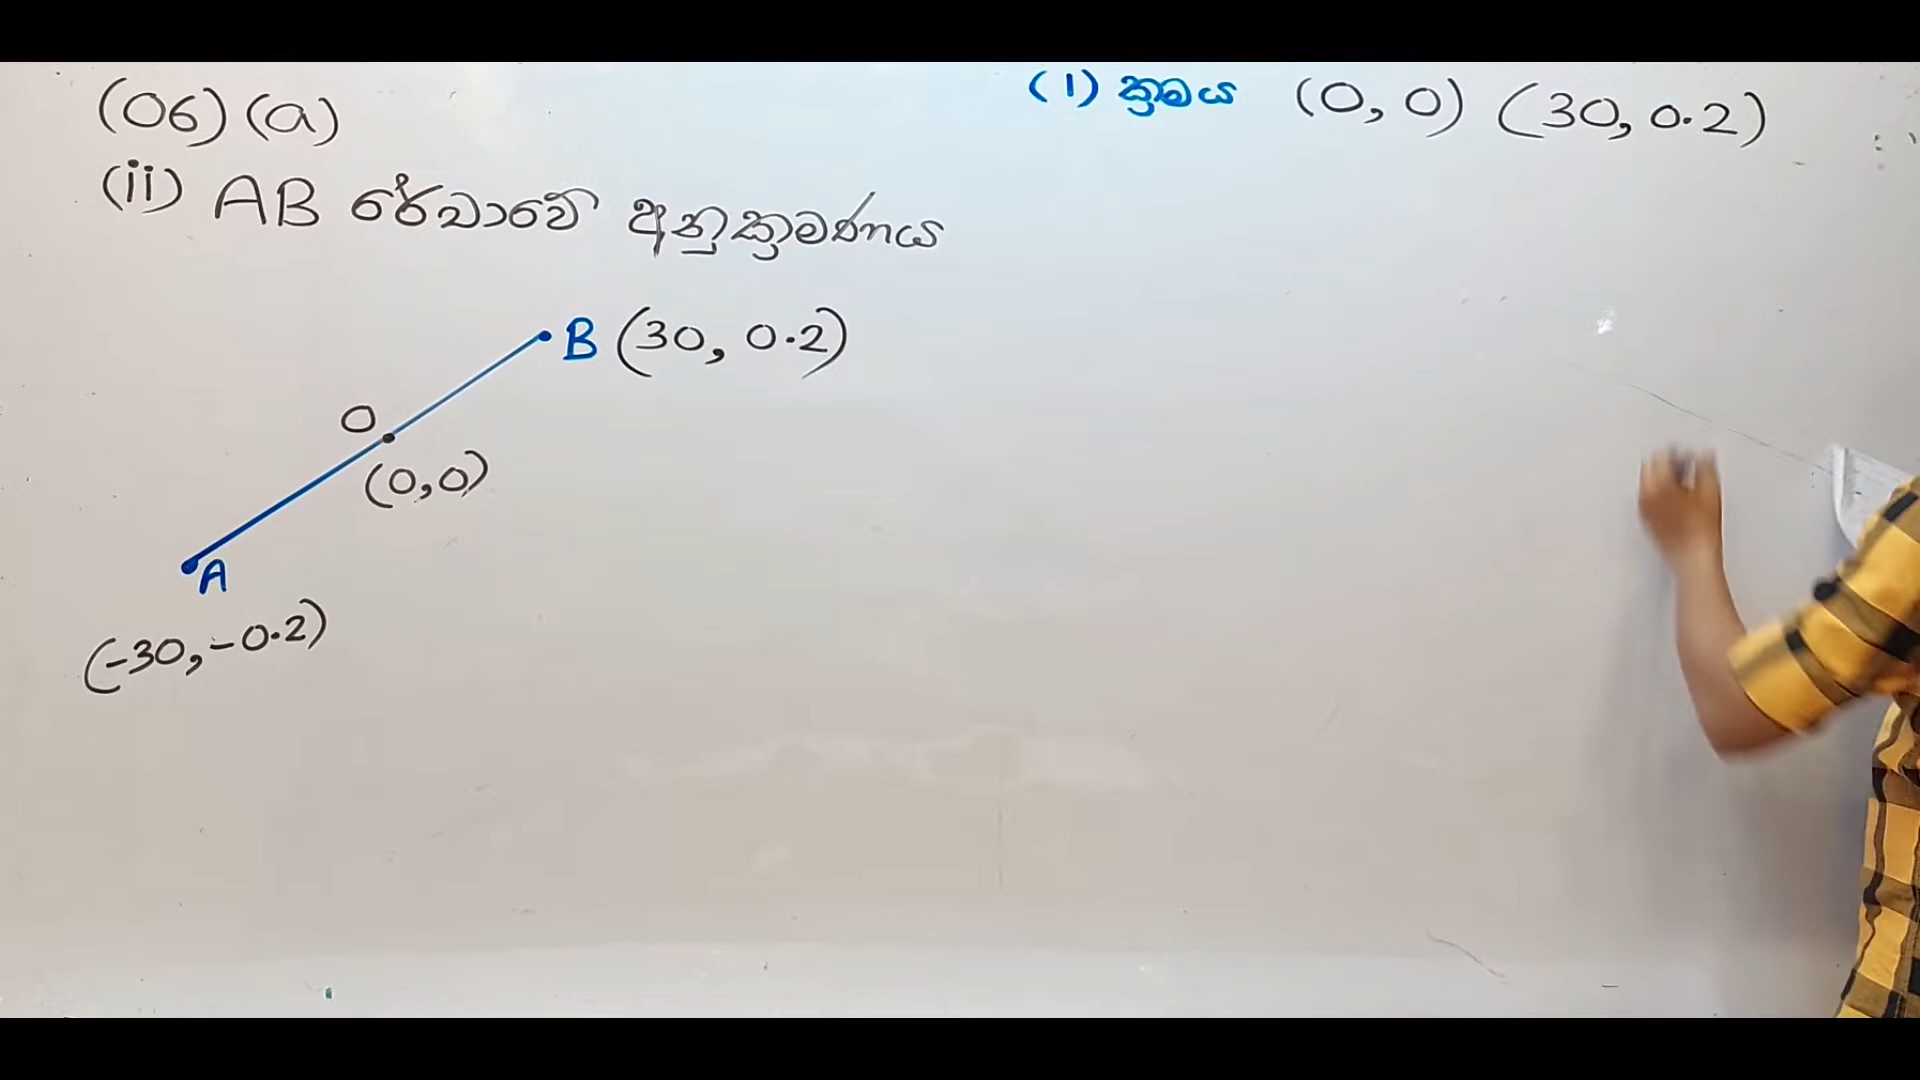 (06) (a)
(ii) AB රේඛාවේ අනුක්‍රමණය
B (30, 0.2)
O
(0,0)
A
(-30, -0.2)
(1) ක්‍රමය (0, 0) (30, 0.2)